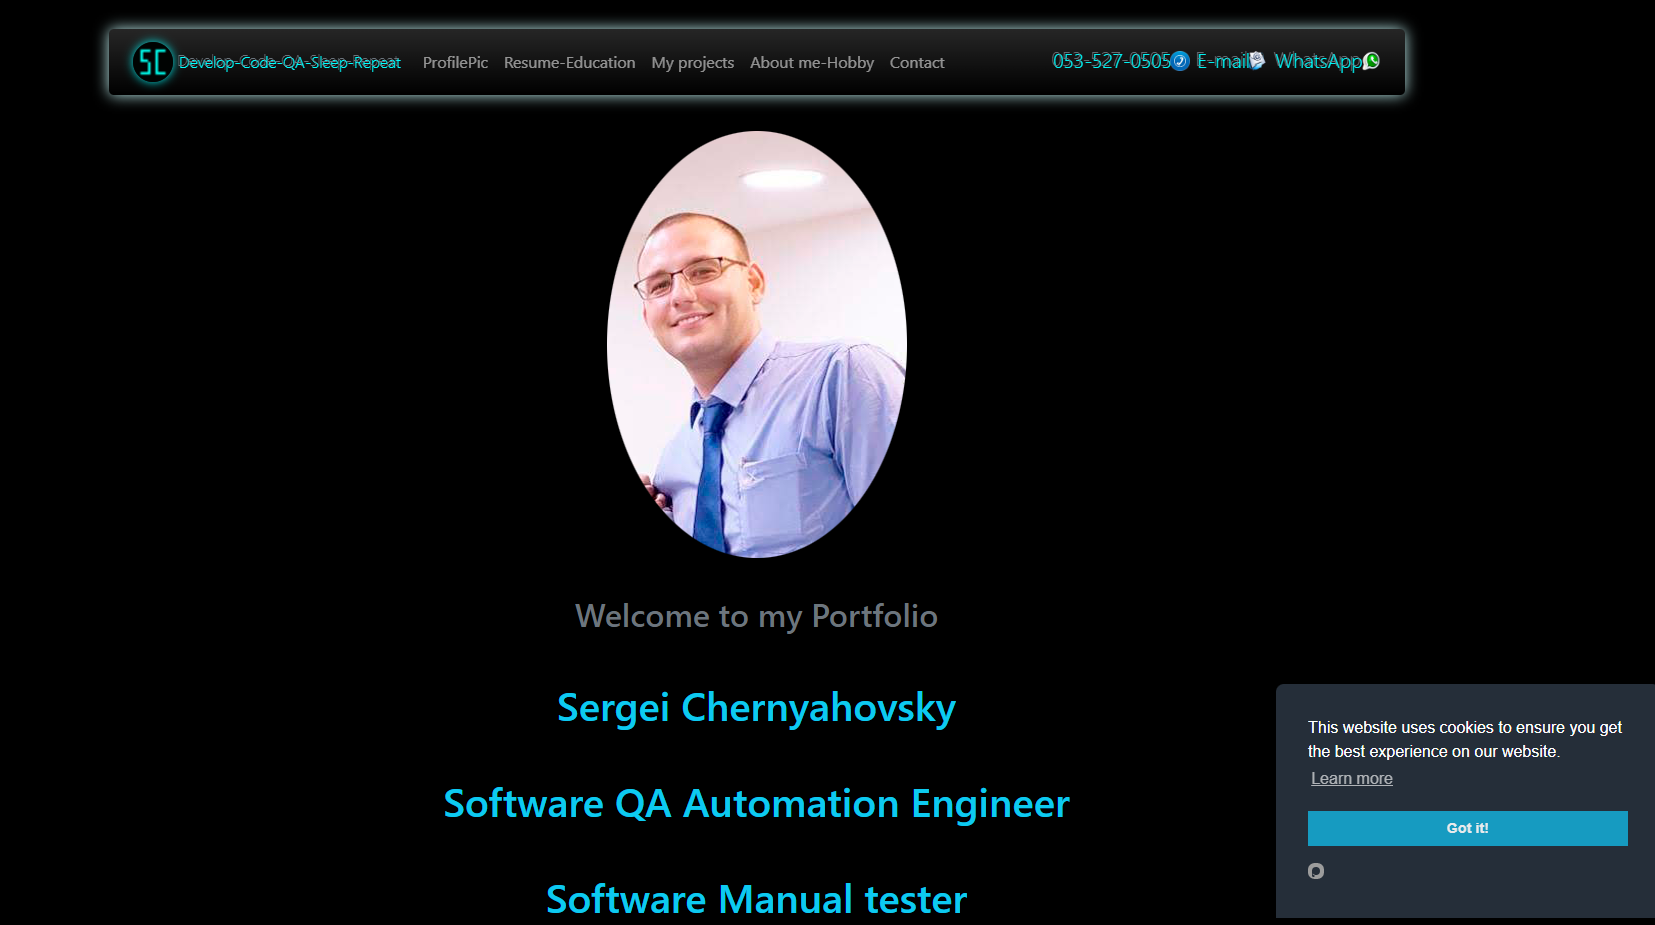 SC Develop-Code-QA-Sleep-Repeat ProfilePic Resume-Education My projects About me-Hobby Contact 053-527-0505 E-mail WhatsApp
Welcome to my Portfolio
Sergei Chernyahovsky
Software QA Automation Engineer
Software Manual tester
This website uses cookies to ensure you get
the best experience on our website.
Learn more
Got it!